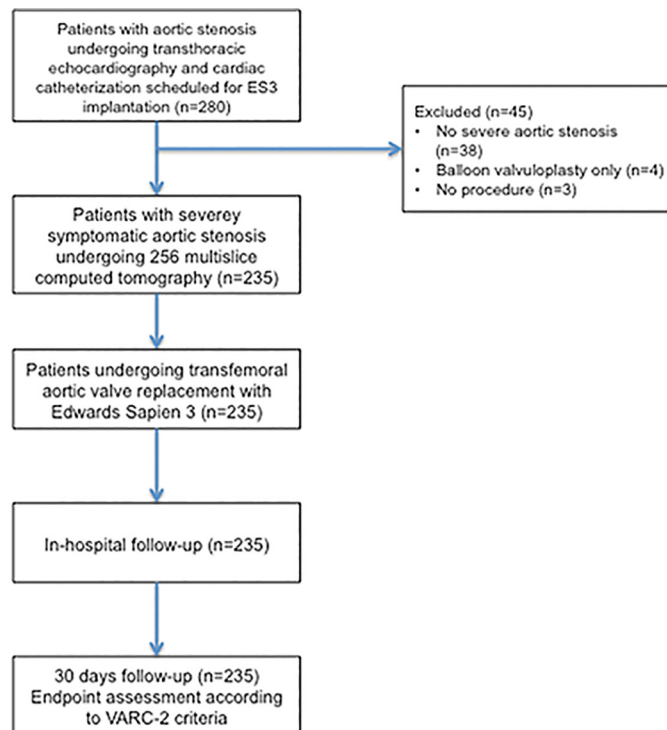 Patients with aortic stenosis
undergoing transthoracic
echocardiography and cardiac
catheterization scheduled for ES3
implantation (n=280)
Excluded (n=45)
• No severe aortic stenosis
(n=38)
• Balloon valvuloplasty only (n=4)
• No procedure (n=3)
Patients with severey
symptomatic aortic stenosis
undergoing 256 multislice
computed tomography (n=235)
Patients undergoing transfemoral
aortic valve replacement with
Edwards Sapien 3 (n=235)
In-hospital follow-up (n=235)
30 days follow-up (n=235)
Endpoint assessment according
to VARC-2 criteria